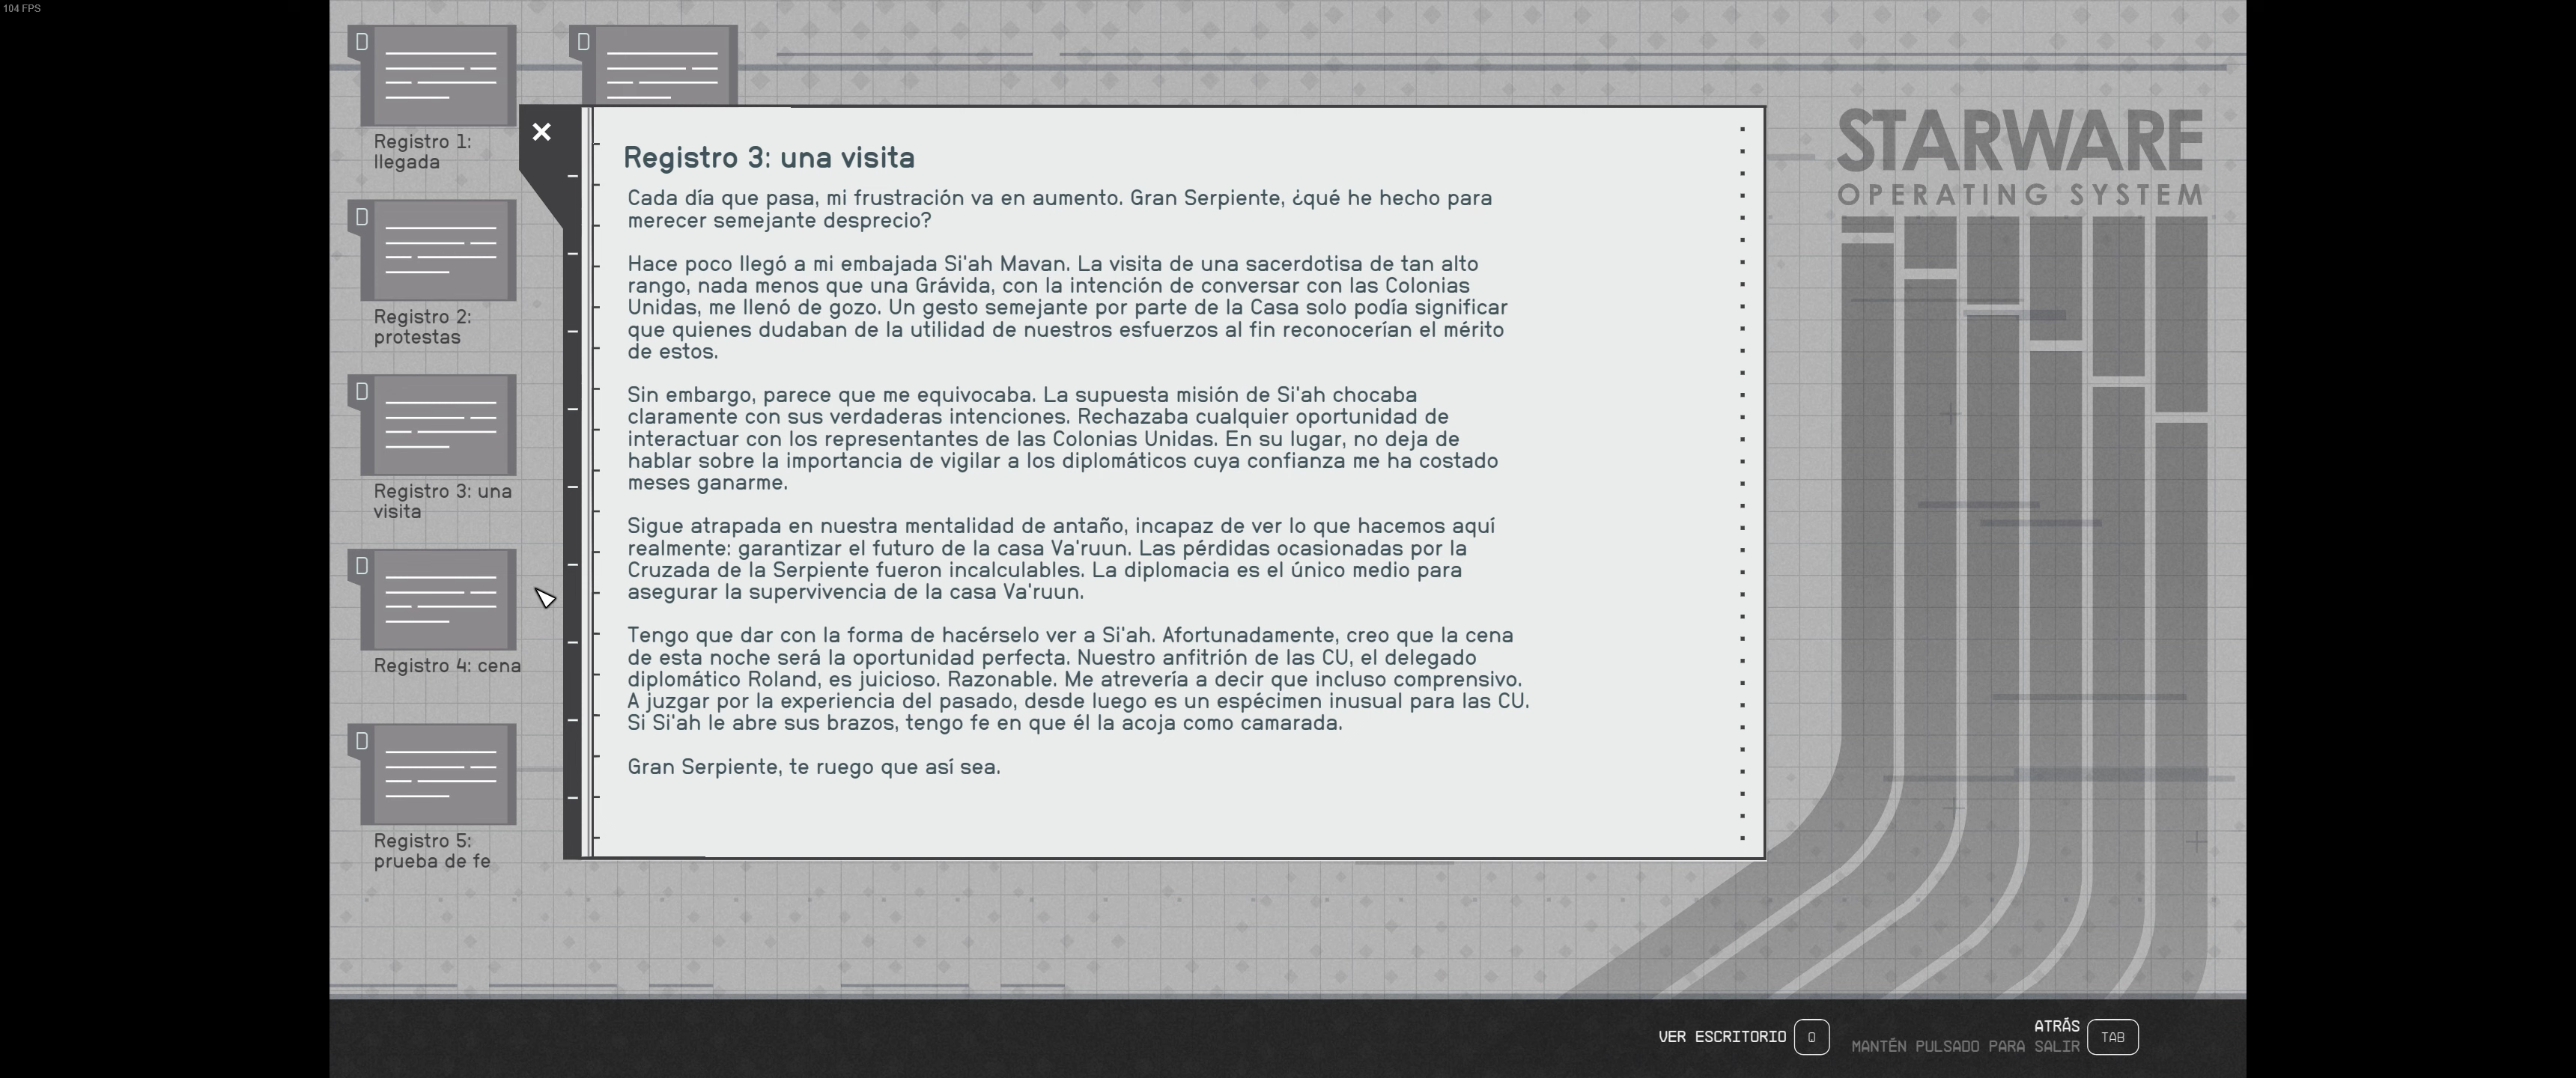 104 FPS
D
D
Registro 1:
llegada
D
Registro 2:
protestas
D
Registro 3: una
visita
D
Registro 4: cena
D
Registro 5:
prueba de fe
Registro 3: una visita
Cada día que pasa, mi frustración va en aumento. Gran Serpiente, ¿qué he hecho para
merecer semejante desprecio?
Hace poco llegó a mi embajada Si'ah Mavan. La visita de una sacerdotisa de tan alto
rango, nada menos que una Grávida, con la intención de conversar con las Colonias
Unidas, me llenó de gozo. Un gesto semejante por parte de la Casa solo podía significar
que quienes dudaban de la utilidad de nuestros esfuerzos al fin reconocerían el mérito
de estos.
Sin embargo, parece que me equivocaba. La supuesta misión de Si'ah chocaba
claramente con sus verdaderas intenciones. Rechazaba cualquier oportunidad de
interactuar con los representantes de las Colonias Unidas. En su lugar, no deja de
hablar sobre la importancia de vigilar a los diplomáticos cuya confianza me ha costado
meses ganarme.
Sigue atrapada en nuestra mentalidad de antaño, incapaz de ver lo que hacemos aquí
realmente: garantizar el futuro de la casa Va'ruun. Las pérdidas ocasionadas por la
Cruzada de la Serpiente fueron incalculables. La diplomacia es el único medio para
asegurar la supervivencia de la casa Va'ruun.
Tengo que dar con la forma de hacérselo ver a Si'ah. Afortunadamente, creo que la cena
de esta noche será la oportunidad perfecta. Nuestro anfitrión de las CU, el delegado
diplomático Roland, es juicioso. Razonable. Me atrevería a decir que incluso comprensivo.
A juzgar por la experiencia del pasado, desde luego es un espécimen inusual para las CU.
Si Si'ah le abre sus brazos, tengo fe en que él la acoja como camarada.
Gran Serpiente, te ruego que así sea.
STARWARE
OPERATING SYSTEM
VER ESCRITORIO Q
ATRÁS TAB
MANTÉN PULSADO PARA SALIR